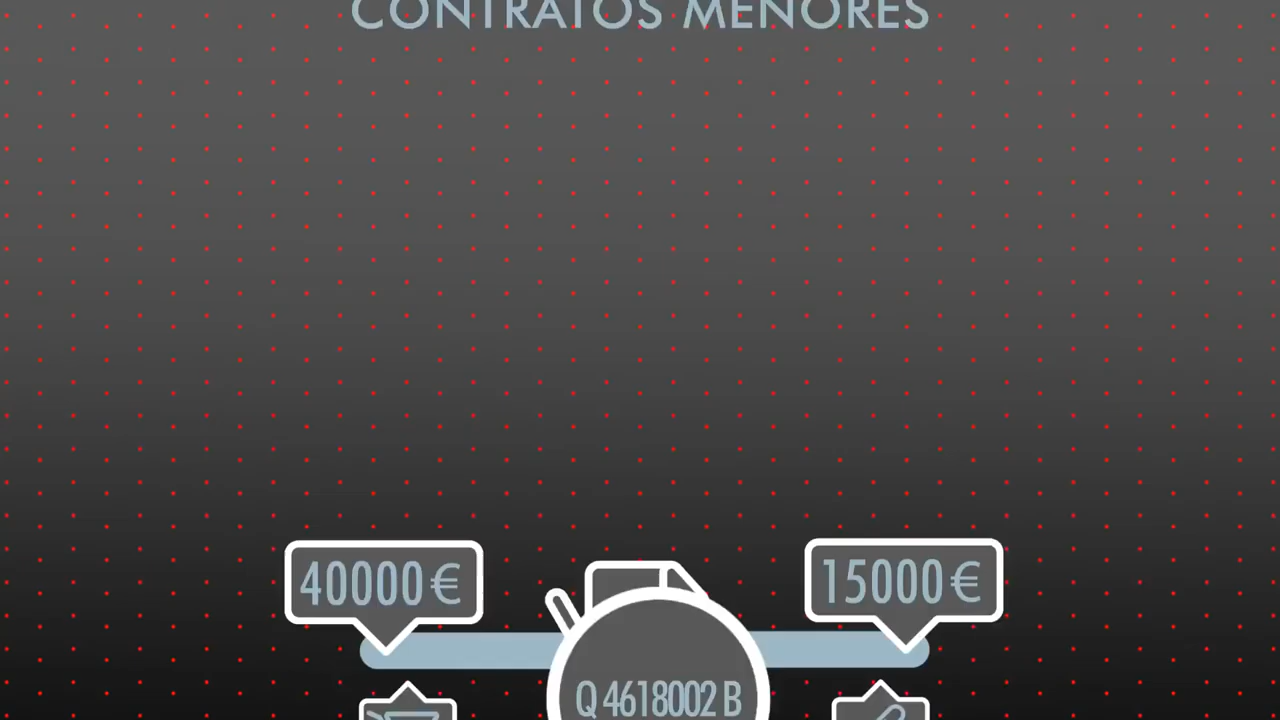 CONTRATOS MENORES
40000 €
15000 €
Q 4618002 B